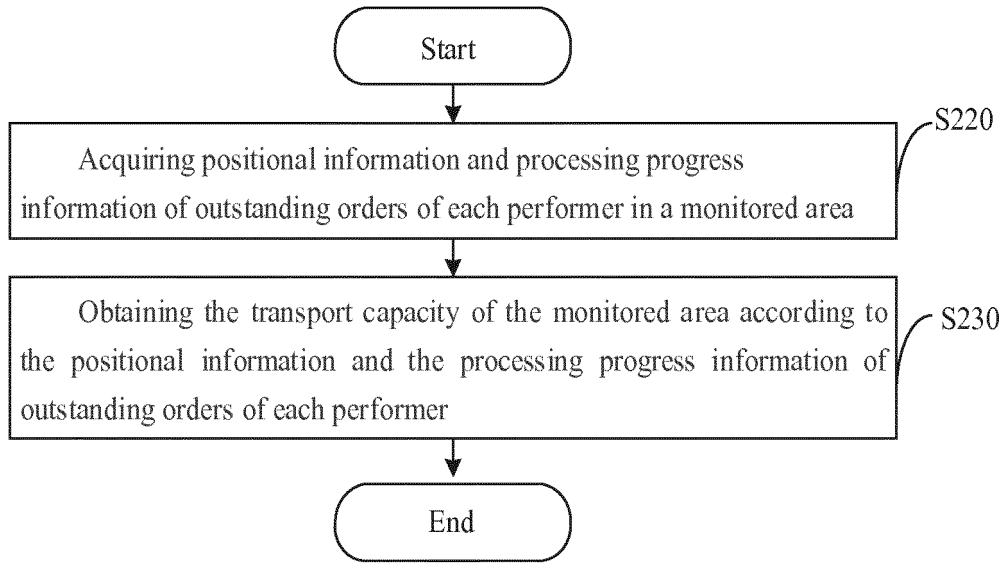 Start
S220
Acquiring positional information and processing progress
information of outstanding orders of each performer in a monitored area
Obtaining the transport capacity of the monitored area according to
the positional information and the processing progress information of
outstanding orders of each performer
S230
End